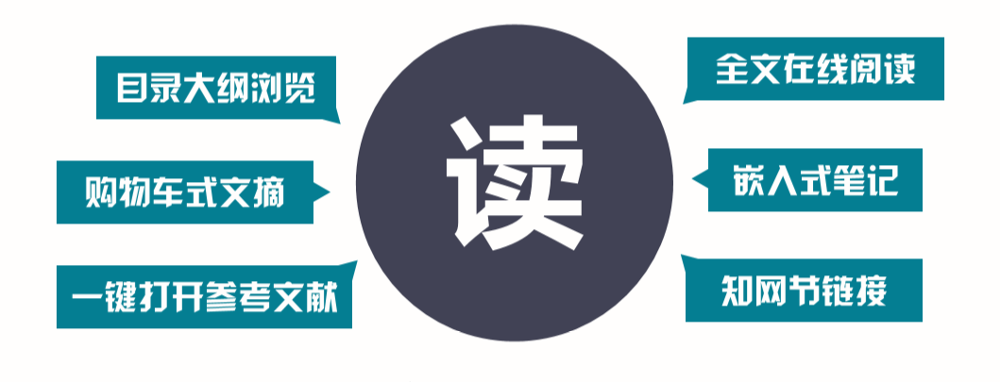 目录大纲浏览
购物车式文摘
一键打开参考文献
读
全文在线阅读
嵌入式笔记
知网节链接